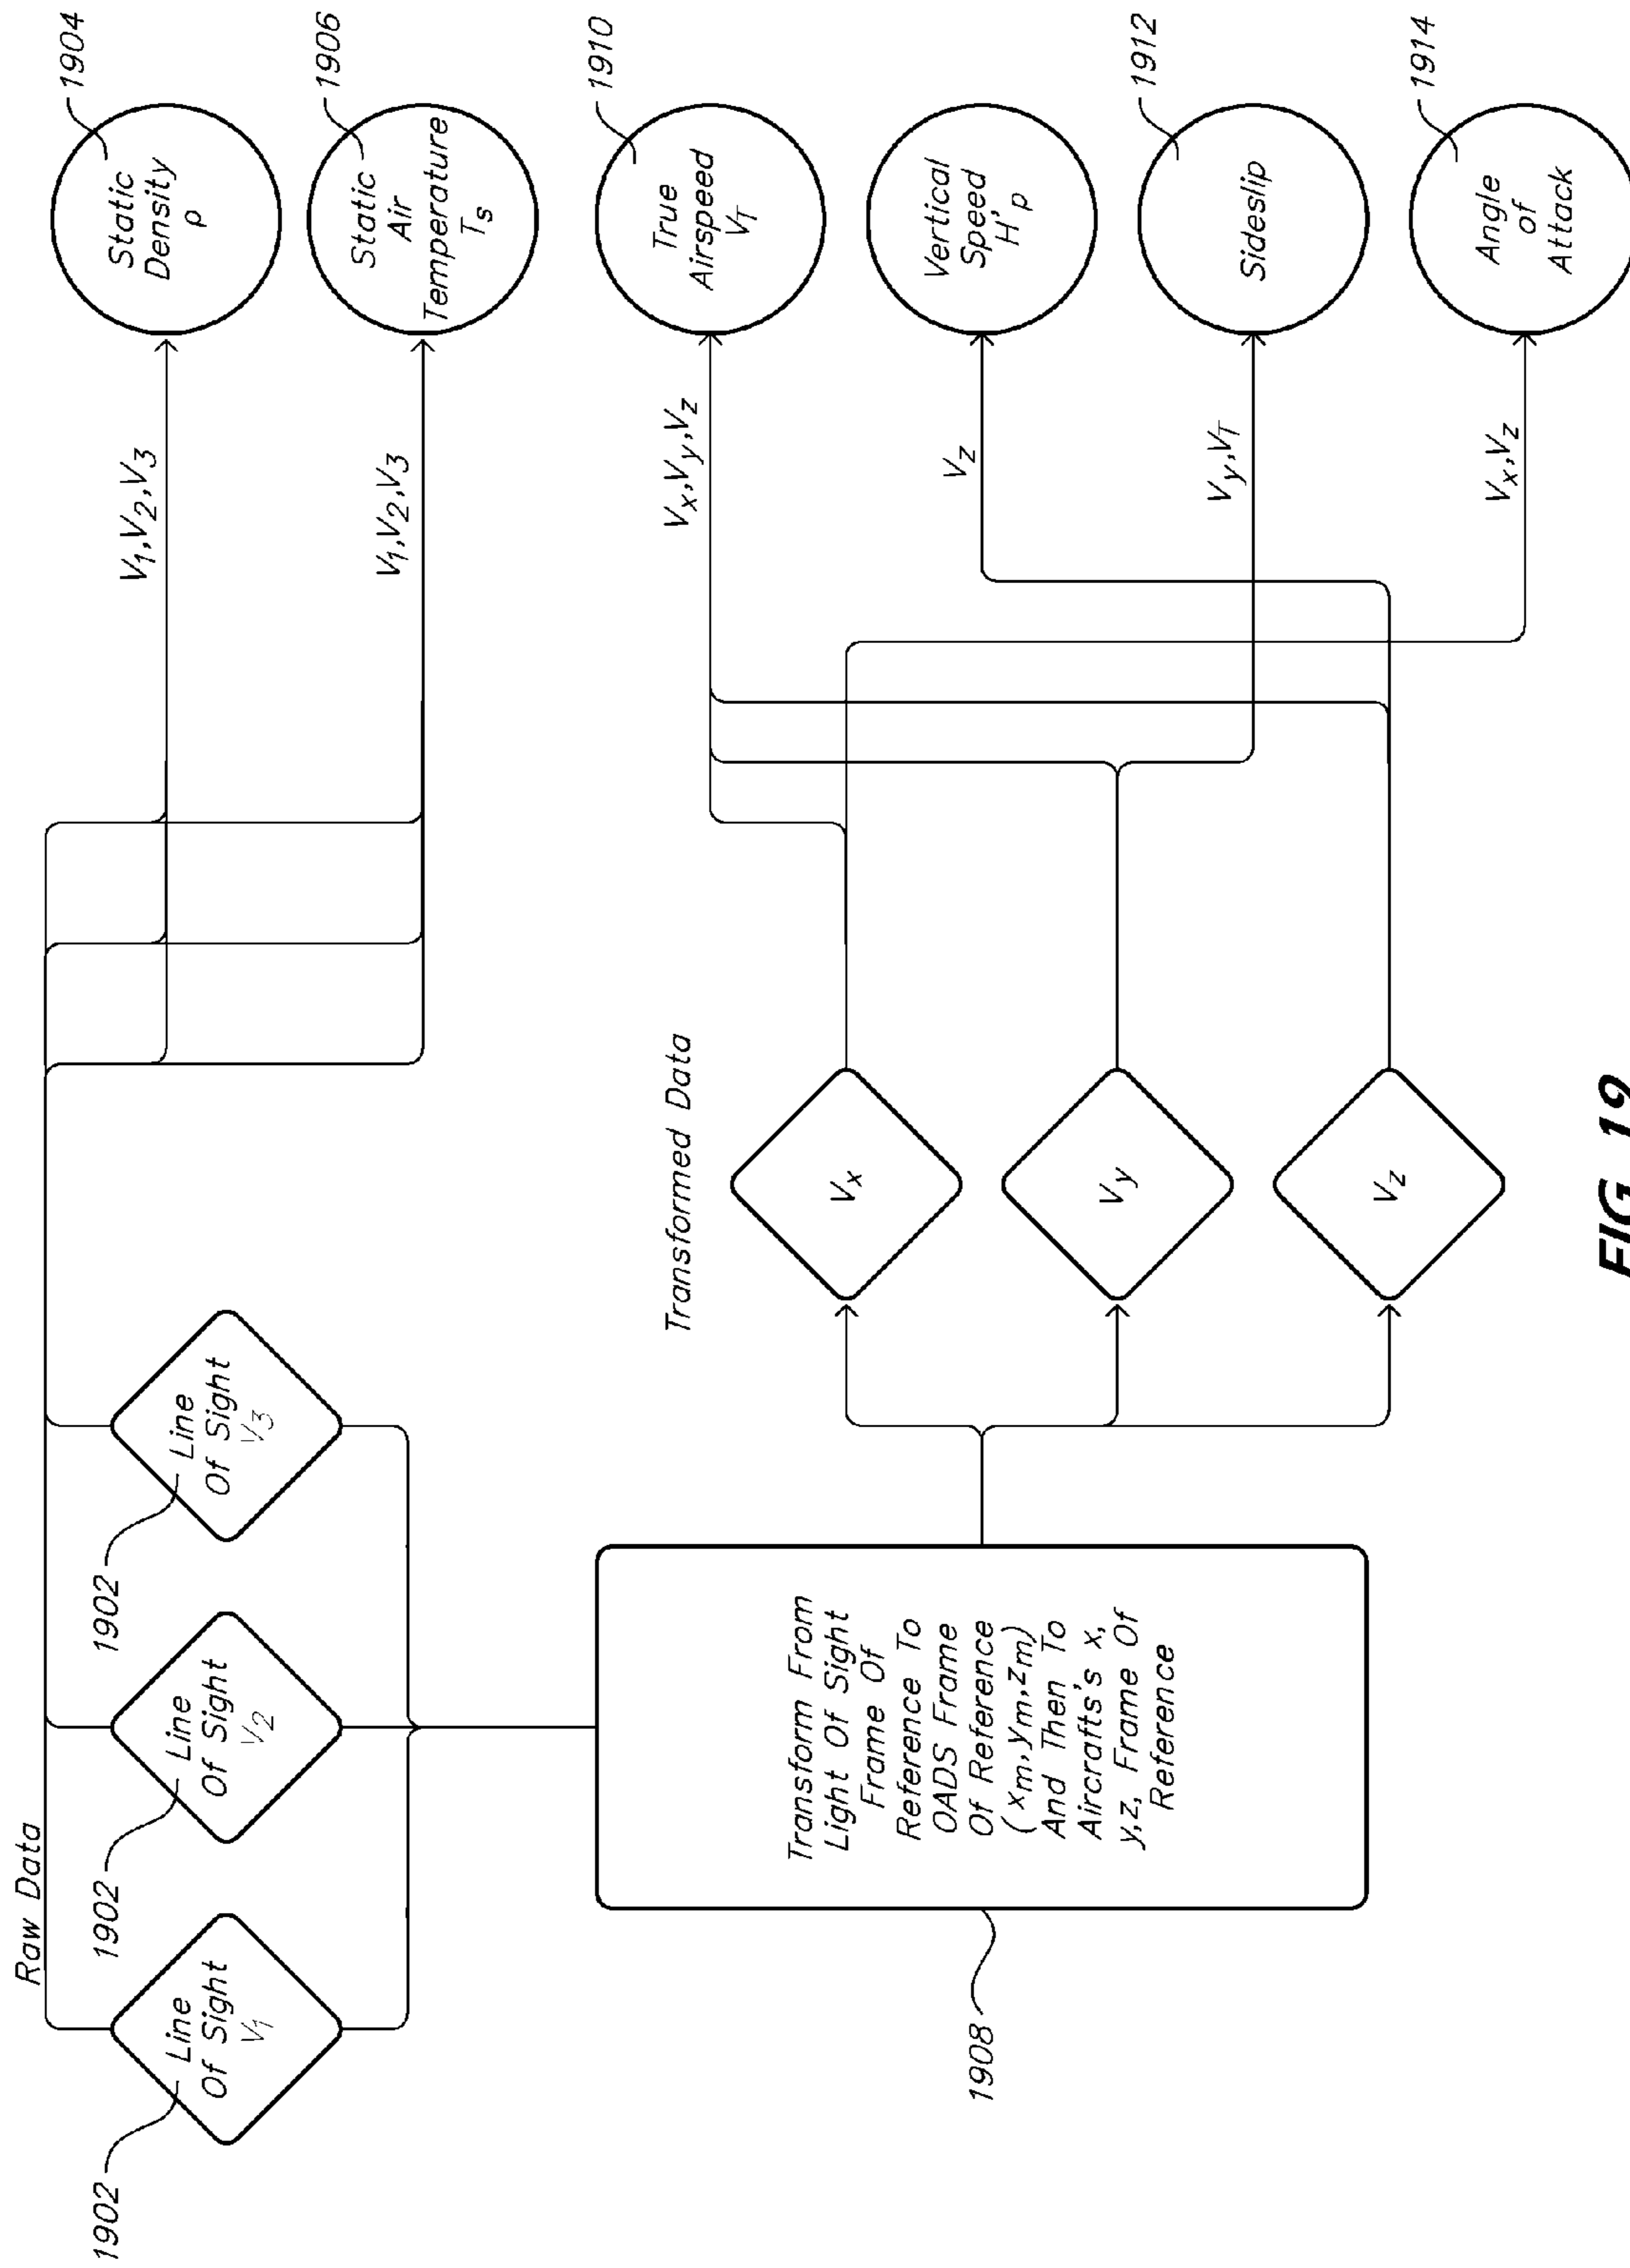 Raw Data
1902
Line
Of Sight
V1
1902
Line
Of Sight
V2
1902
Line
Of Sight
V3
V1,V2,V3
Static
Density
ρ
1904
V1,V2,V3
Static
Air
Temperature
Ts
1906
1908
Transform From
Light Of Sight
Frame Of
Reference To
OADS Frame
Of Reference
(xm,ym,zm)
And Then To
Aircrafts's x,
y,z, Frame Of
Reference
Transformed Data
Vx
Vy
Vz
Vx,Vy,Vz
True
Airspeed
VT
1910
Vz
Vertical
Speed
H'p
Vy,VT
Sideslip
1912
Vx,Vz
Angle
of
Attack
1914
FIG. 19